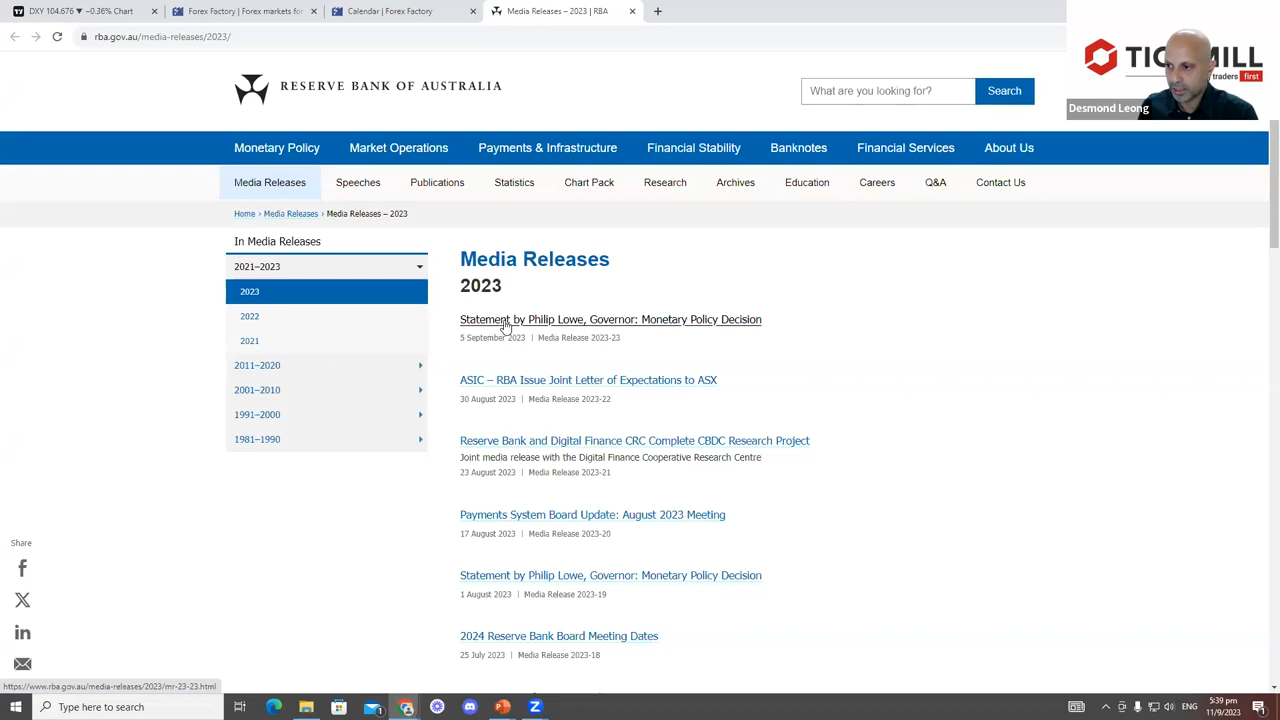 DXY 104.676 ▼ −0.36% Chart
Forex Factory | Forex markets for
Calendar | Forex Factory
Media Releases – 2023 | RBA
rba.gov.au/media-releases/2023/
traders first
Desmond Leong
RESERVE BANK OF AUSTRALIA
What are you looking for?
Search
Monetary Policy
Market Operations
Payments & Infrastructure
Financial Stability
Banknotes
Financial Services
About Us
Media Releases
Speeches
Publications
Statistics
Chart Pack
Research
Archives
Education
Careers
Q&A
Contact Us
Home › Media Releases › Media Releases – 2023
In Media Releases
2021–2023
2023
2022
2021
2011–2020
2001–2010
1991–2000
1981–1990
Media Releases
2023
Statement by Philip Lowe, Governor: Monetary Policy Decision
5 September 2023 | Media Release 2023-23
ASIC – RBA Issue Joint Letter of Expectations to ASX
30 August 2023 | Media Release 2023-22
Reserve Bank and Digital Finance CRC Complete CBDC Research Project
Joint media release with the Digital Finance Cooperative Research Centre
23 August 2023 | Media Release 2023-21
Payments System Board Update: August 2023 Meeting
17 August 2023 | Media Release 2023-20
Statement by Philip Lowe, Governor: Monetary Policy Decision
1 August 2023 | Media Release 2023-19
2024 Reserve Bank Board Meeting Dates
25 July 2023 | Media Release 2023-18
Share
https://www.rba.gov.au/media-releases/2023/mr-23-23.html
Type here to search
5:39 pm
11/9/2023